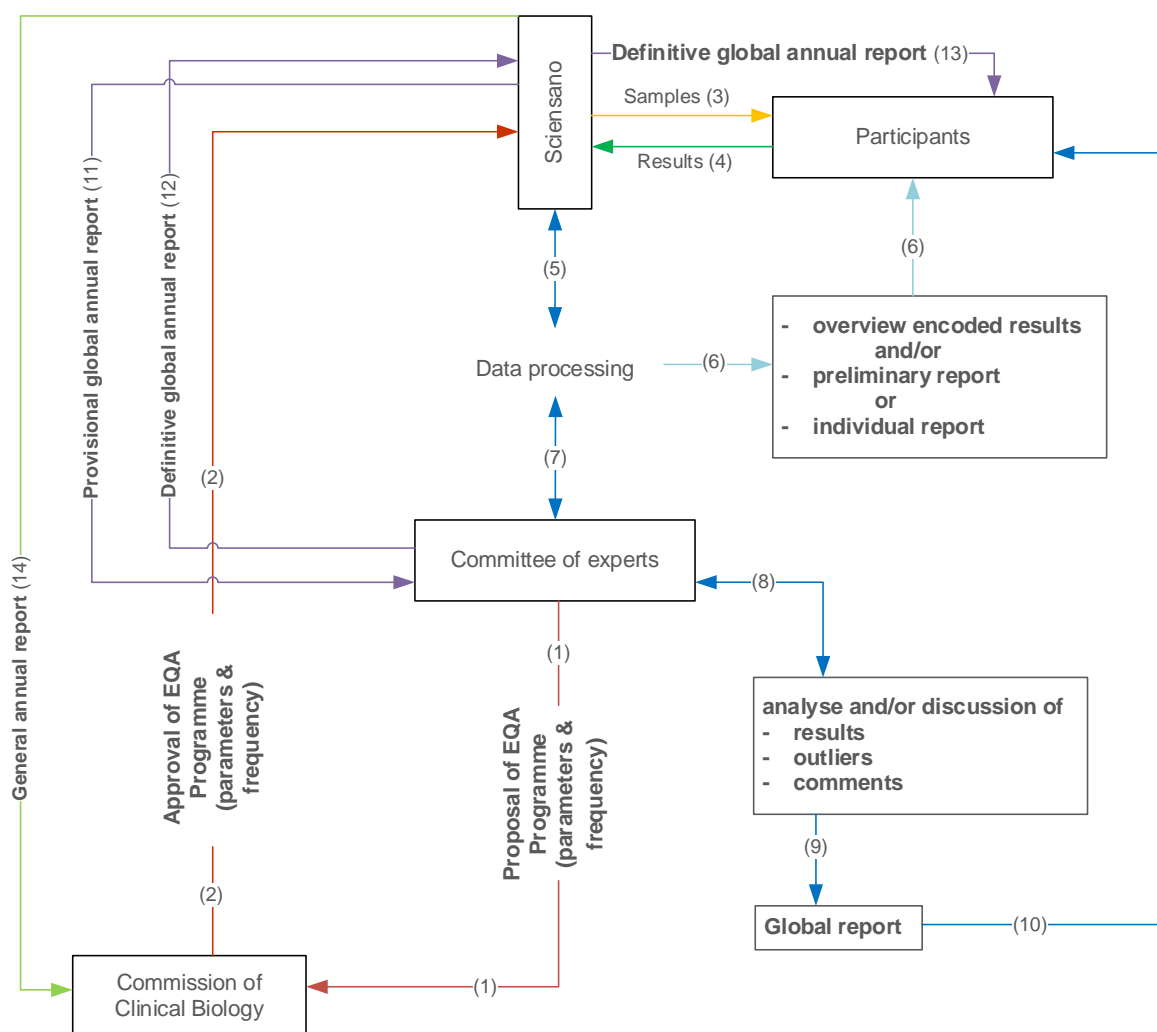 Definitive global annual report (13)
Samples (3)
Sciensano
Participants
Results (4)
Provisional global annual report (11)
Definitive global annual report (12)
(6)
(5)
- overview encoded results
and/or
- preliminary report
or
- individual report
Data processing
(6)
(7)
(2)
Committee of experts
(8)
(1)
General annual report (14)
Approval of EQA
Programme
(parameters &
frequency)
Proposal of EQA
Programme
(parameters &
frequency)
analyse and/or discussion of
- results
- outliers
- comments
(9)
(2)
Global report
(10)
Commission of
Clinical Biology
(1)